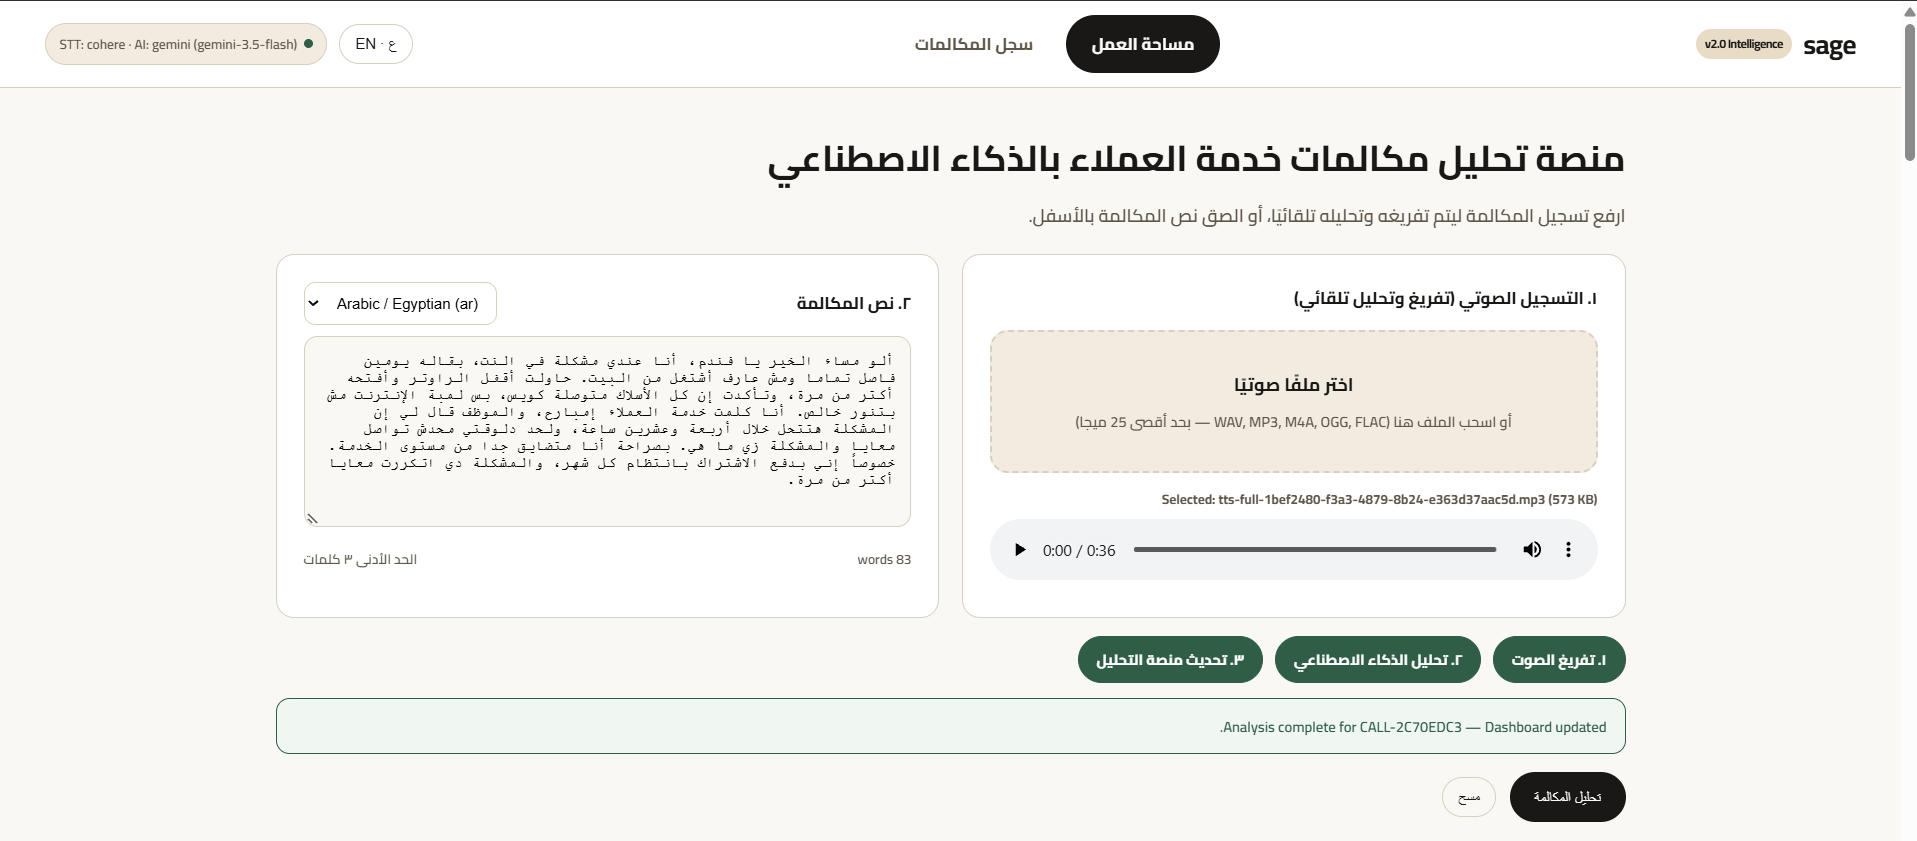 sage
v2.0 Intelligence
مساحة العمل
سجل المكالمات
EN · ع
STT: cohere · AI: gemini (gemini-3.5-flash)
منصة تحليل مكالمات خدمة العملاء بالذكاء الاصطناعي
ارفع تسجيل المكالمة ليتم تفريغه وتحليله تلقائيًا، أو الصق نص المكالمة بالأسفل.
١. التسجيل الصوتي (تفريغ وتحليل تلقائي)
اختر ملفًا صوتيًا
أو اسحب الملف هنا (WAV, MP3, M4A, OGG, FLAC — بحد أقصى 25 ميجا)
Selected: tts-full-1bef2480-f3a3-4879-8b24-e363d37aac5d.mp3 (573 KB)
0:00 / 0:36
٢. نص المكالمة
Arabic / Egyptian (ar)
ألو مساء الخير يا فندم، أنا عندي مشكلة في النت، بقاله يومين
فاصل تماما ومش عارف أشتغل من البيت. حاولت أقفل الراوتر وأفتحه
أكتر من مرة، وتأكدت إن كل الأسلاك متوصلة كويس، بس لمبة الإنترنت مش
بتنور خالص. أنا كلمت خدمة العملاء إمبارح، والموظف قال لي إن
المشكلة هتتحل خلال أربعة وعشرين ساعة، ولحد دلوقتي محدش تواصل
معايا والمشكلة زي ما هي. بصراحة أنا متضايق جدا من مستوى الخدمة.
خصوصاً إني بدفع الاشتراك بانتظام كل شهر، والمشكلة دي اتكررت معايا
أكتر من مرة.
words 83
الحد الأدنى ٣ كلمات
١. تفريغ الصوت
٢. تحليل الذكاء الاصطناعي
٣. تحديث منصة التحليل
.Analysis complete for CALL-2C70EDC3 — Dashboard updated
تحليل المكالمة
مسح